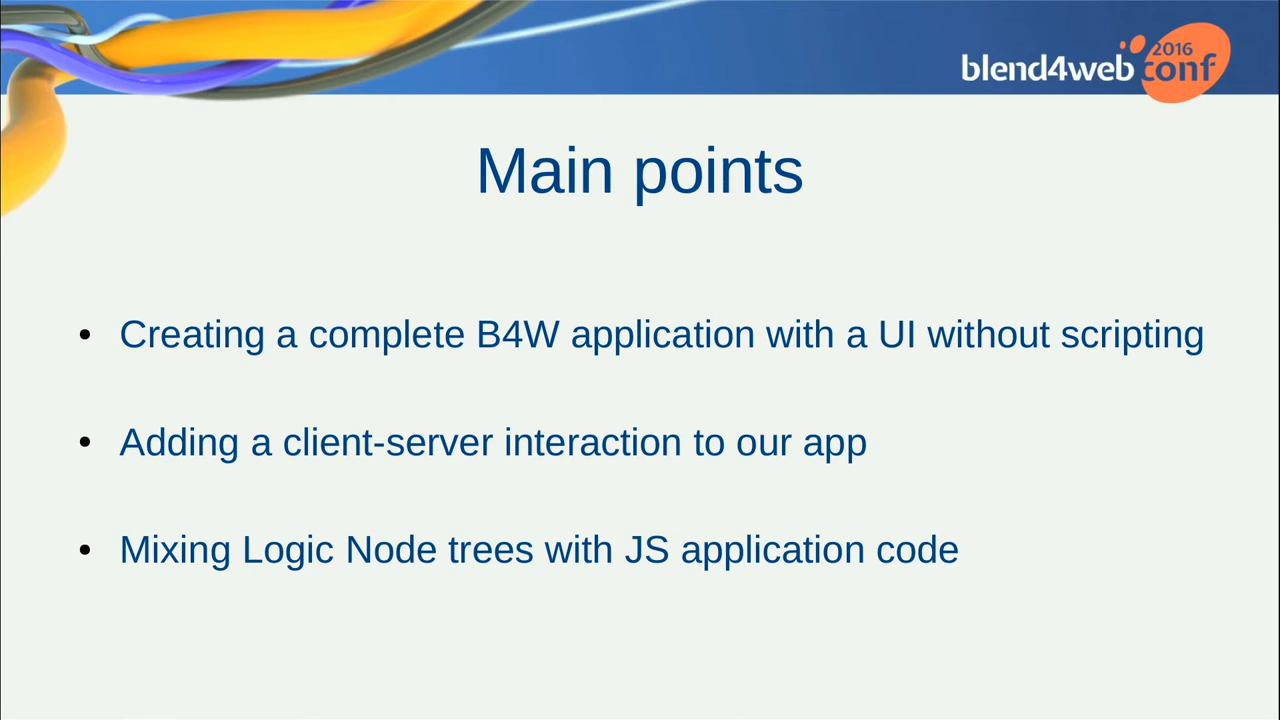 blend4web
2016
conf
Main points
• Creating a complete B4W application with a UI without scripting
• Adding a client-server interaction to our app
• Mixing Logic Node trees with JS application code